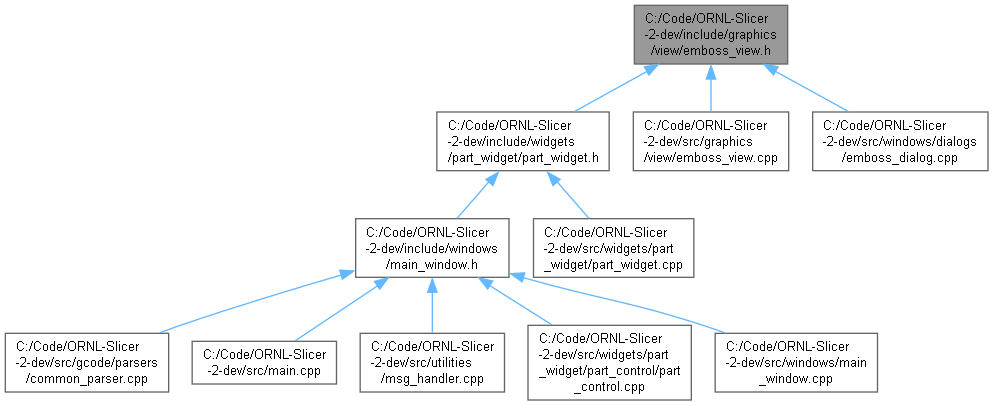 C:/Code/ORNL-Slicer
-2-dev/include/graphics
/view/emboss_view.h
C:/Code/ORNL-Slicer
-2-dev/include/widgets
/part_widget/part_widget.h
C:/Code/ORNL-Slicer
-2-dev/src/graphics
/view/emboss_view.cpp
C:/Code/ORNL-Slicer
-2-dev/src/windows/dialogs
/emboss_dialog.cpp
C:/Code/ORNL-Slicer
-2-dev/include/windows
/main_window.h
C:/Code/ORNL-Slicer
-2-dev/src/widgets/part
_widget/part_widget.cpp
C:/Code/ORNL-Slicer
-2-dev/src/gcode/parsers
/common_parser.cpp
C:/Code/ORNL-Slicer
-2-dev/src/main.cpp
C:/Code/ORNL-Slicer
-2-dev/src/utilities
/msg_handler.cpp
C:/Code/ORNL-Slicer
-2-dev/src/widgets/part
_widget/part_control/part
_control.cpp
C:/Code/ORNL-Slicer
-2-dev/src/windows/main
_window.cpp